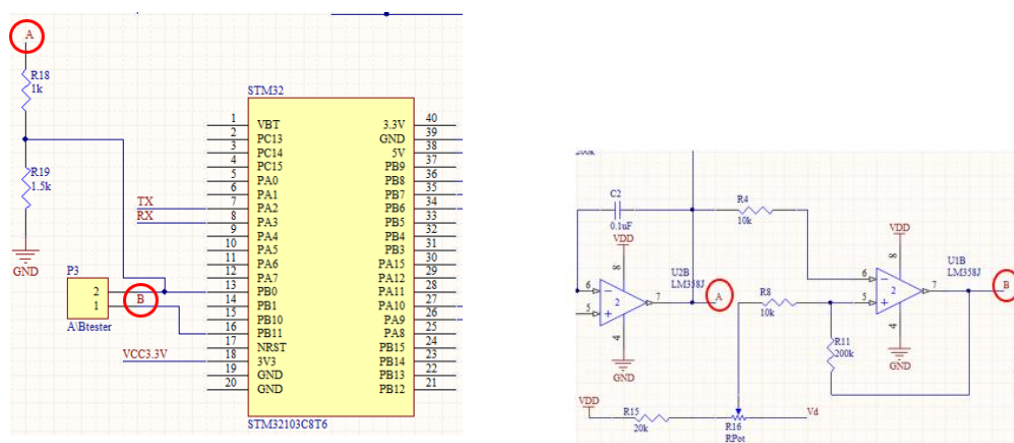 A
R18
1k
R19
1.5k
GND
P3
2
1
A\Btester
B
TX
RX
VCC3.3V
STM32
1 VBT 3.3V 40
2 PC13 GND 39
3 PC14 5V 38
4 PC15 PB9 37
5 PA0 PB8 36
6 PA1 PB7 35
7 PA2 PB6 34
8 PA3 PB5 33
9 PA4 PB4 32
10 PA5 PB3 31
11 PA6 PA15 30
12 PA7 PA12 29
13 PB0 PA11 28
14 PB1 PA10 27
15 PB10 PA9 26
16 PB11 PA8 25
17 NRST PB15 24
18 3V3 PB14 23
19 GND PB13 22
20 GND PB12 21
STM32103C8T6
200K
C2
0.1uF
VDD
8
U2B
LM358J
6
5
2
7
4
GND
A
R4
10k
R8
10k
VDD
8
U1B
LM358J
6
5
2
7
4
GND
B
R11
200k
VDD
R15
20k
R16
RPot
Vd